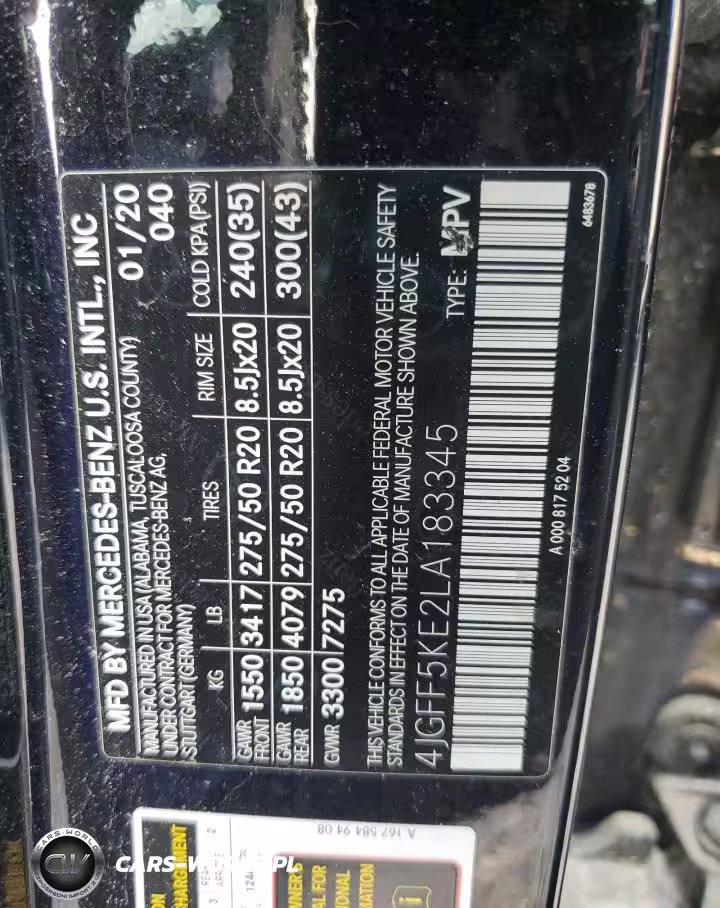 MFD BY MERCEDES-BENZ U.S. INTL., INC
MANUFACTURED IN USA (ALABAMA, TUSCALOOSA COUNTY) 01/20
UNDER CONTRACT FOR MERCEDES-BENZ AG, 040
STUTTGART (GERMANY)
KG LB TIRES RIM SIZE COLD KPA (PSI)
GAWR FRONT 1550 3417 275/50 R20 8.5Jx20 240(35)
GAWR REAR 1850 4079 275/50 R20 8.5Jx20 300(43)
GVWR 3300 7275
THIS VEHICLE CONFORMS TO ALL APPLICABLE FEDERAL MOTOR VEHICLE SAFETY
STANDARDS IN EFFECT ON THE DATE OF MANUFACTURE SHOWN ABOVE.
4JGFF5KE2LA183345 TYPE: MPV
A 000 817 52 04
6483678
A 167 584 94 08
CARS-WORLD
CW
CARS-WORLD.PL